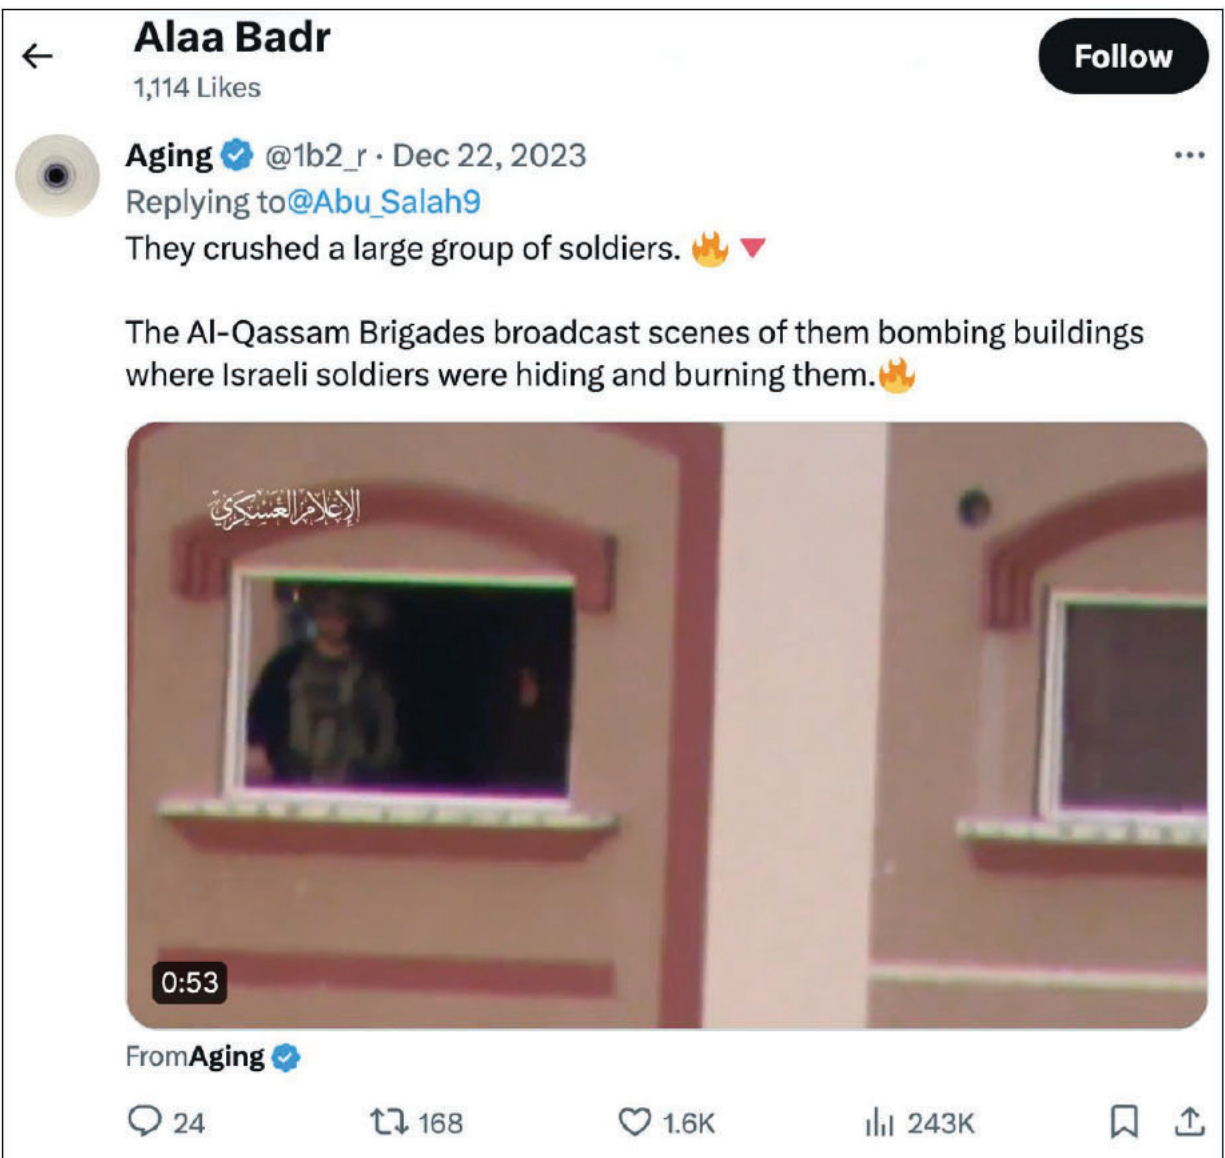 Alaa Badr
1,114 Likes
Follow
Aging @1b2_r · Dec 22, 2023
Replying to@Abu_Salah9
They crushed a large group of soldiers. 🔥🔻
The Al-Qassam Brigades broadcast scenes of them bombing buildings
where Israeli soldiers were hiding and burning them.🔥
الإعلام العسكري
0:53
FromAging
24
168
1.6K
243K